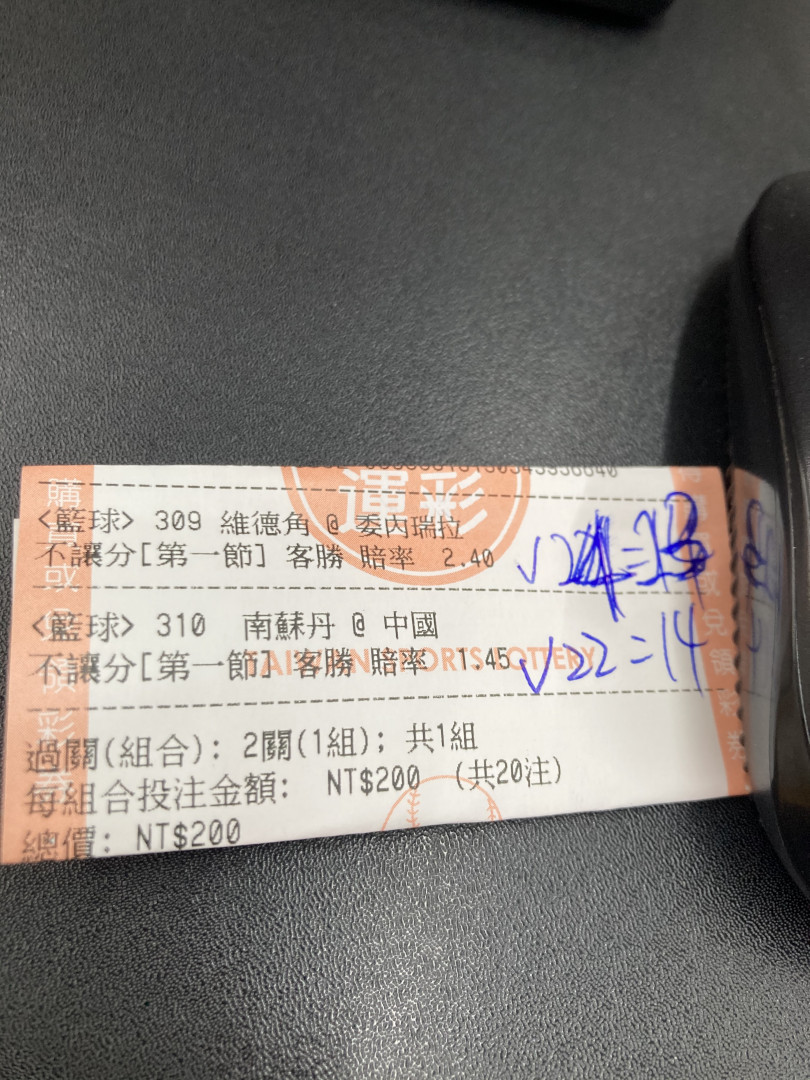 運彩
<籃球> 309 維德角 @ 委內瑞拉
不讓分[第一節] 客勝 賠率 2.40
<籃球> 310 南蘇丹 @ 中國
不讓分[第一節] 客勝 賠率 1.45 √22=14
TAIWAN SPORTS LOTTERY
過關(組合): 2關(1組); 共1組
每組合投注金額: NT$200 (共20注)
總價: NT$200